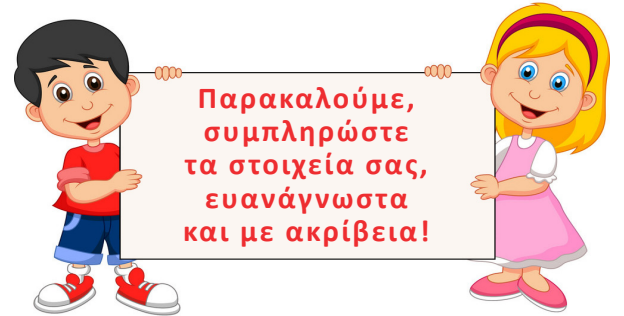 Παρακαλούμε,
συμπληρώστε
τα στοιχεία σας,
ευανάγνωστα
και με ακρίβεια!